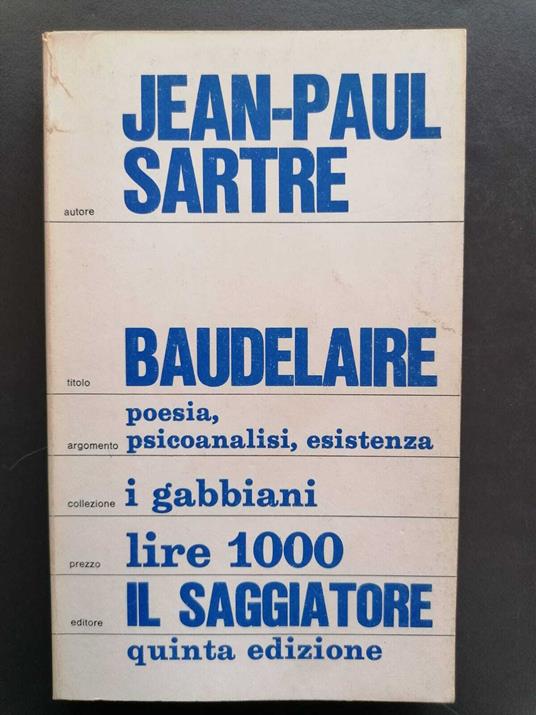 JEAN-PAUL
autore SARTRE
titolo BAUDELAIRE
poesia,
argomento psicoanalisi, esistenza
collezione i gabbiani
prezzo lire 1000
editore IL SAGGIATORE
quinta edizione